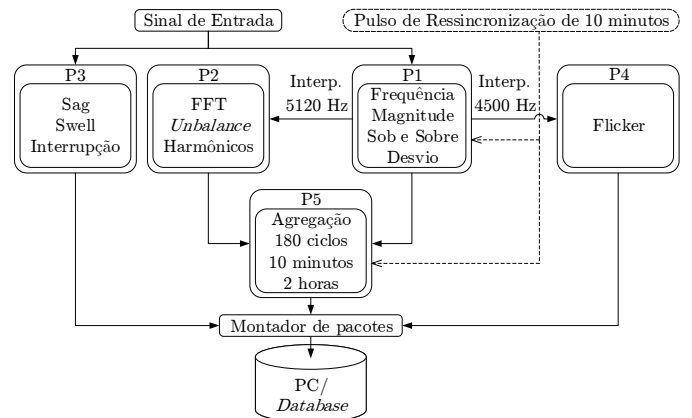 Sinal de Entrada
Pulso de Ressincronização de 10 minutos
P3
Sag
Swell
Interrupção
P2
FFT
Unbalance
Harmônicos
Interp.
5120 Hz
P1
Frequência
Magnitude
Sob e Sobre
Desvio
Interp.
4500 Hz
P4
Flicker
P5
Agregação
180 ciclos
10 minutos
2 horas
Montador de pacotes
PC/
Database